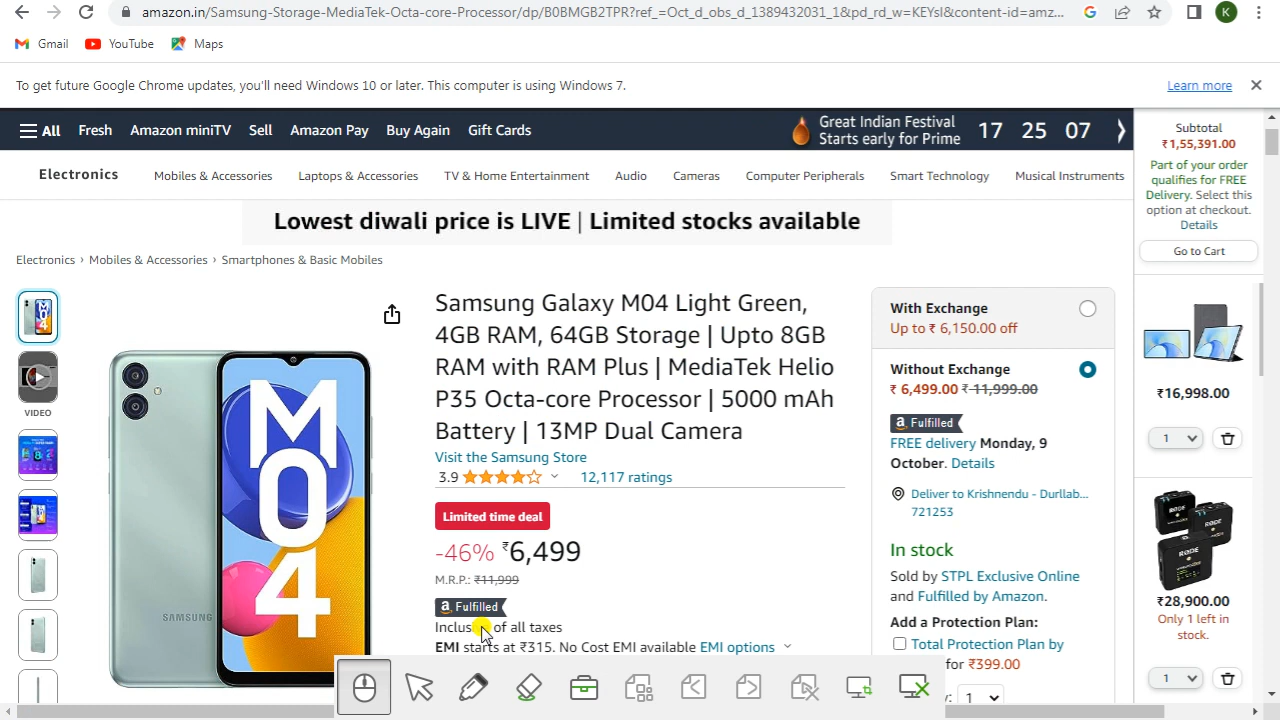 amazon.in/Samsung-Storage-MediaTek-Octa-core-Processor/dp/B0BMGB2TPR?ref_=Oct_d_obs_d_1389432031_1&pd_rd_w=KEYsl&content-id=amz...
K
Gmail YouTube Maps
To get future Google Chrome updates, you'll need Windows 10 or later. This computer is using Windows 7.
Learn more
All Fresh Amazon miniTV Sell Amazon Pay Buy Again Gift Cards
Great Indian Festival
Starts early for Prime
17 25 07
Electronics Mobiles & Accessories Laptops & Accessories TV & Home Entertainment Audio Cameras Computer Peripherals Smart Technology Musical Instruments
Lowest diwali price is LIVE | Limited stocks available
Electronics › Mobiles & Accessories › Smartphones & Basic Mobiles
VIDEO
M04
SAMSUNG
Samsung Galaxy M04 Light Green,
4GB RAM, 64GB Storage | Upto 8GB
RAM with RAM Plus | MediaTek Helio
P35 Octa-core Processor | 5000 mAh
Battery | 13MP Dual Camera
Visit the Samsung Store
3.9 12,117 ratings
Limited time deal
-46% ₹6,499
M.R.P.: ₹11,999
a Fulfilled
of all taxes
EMI starts at ₹315. No Cost EMI available EMI options
With Exchange
Up to ₹ 6,150.00 off
Without Exchange
₹ 6,499.00 ₹ 11,999.00
a Fulfilled
FREE delivery Monday, 9
October. Details
Deliver to Krishnendu - Durllab...
721253
In stock
Sold by STPL Exclusive Online
and Fulfilled by Amazon.
Add a Protection Plan:
Total Protection Plan by
for ₹399.00
1
Subtotal
₹1,55,391.00
Part of your order
qualifies for FREE
Delivery. Select this
option at checkout.
Details
Go to Cart
₹16,998.00
1
RØDE
RØDE
RØDE
₹28,900.00
Only 1 left in
stock.
1